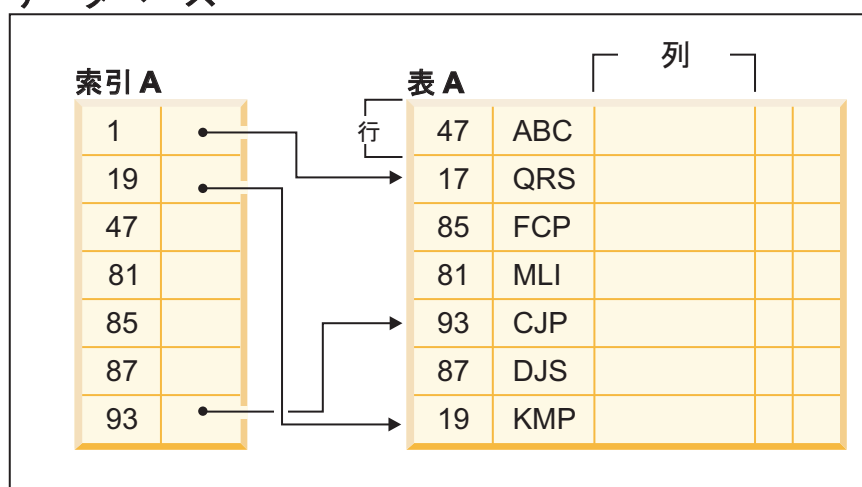 列
索引 A
表 A
行
1
19
47
81
85
87
93
47 ABC
17 QRS
85 FCP
81 MLI
93 CJP
87 DJS
19 KMP